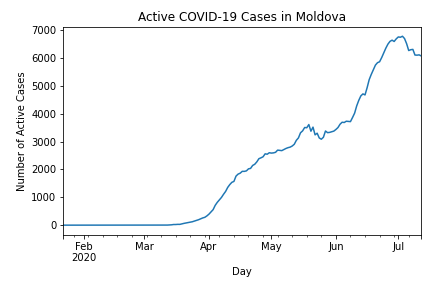 Active COVID-19 Cases in Moldova
7000
6000
5000
4000
3000
2000
1000
0
Number of Active Cases
Feb Mar Apr May Jun Jul
2020
Day